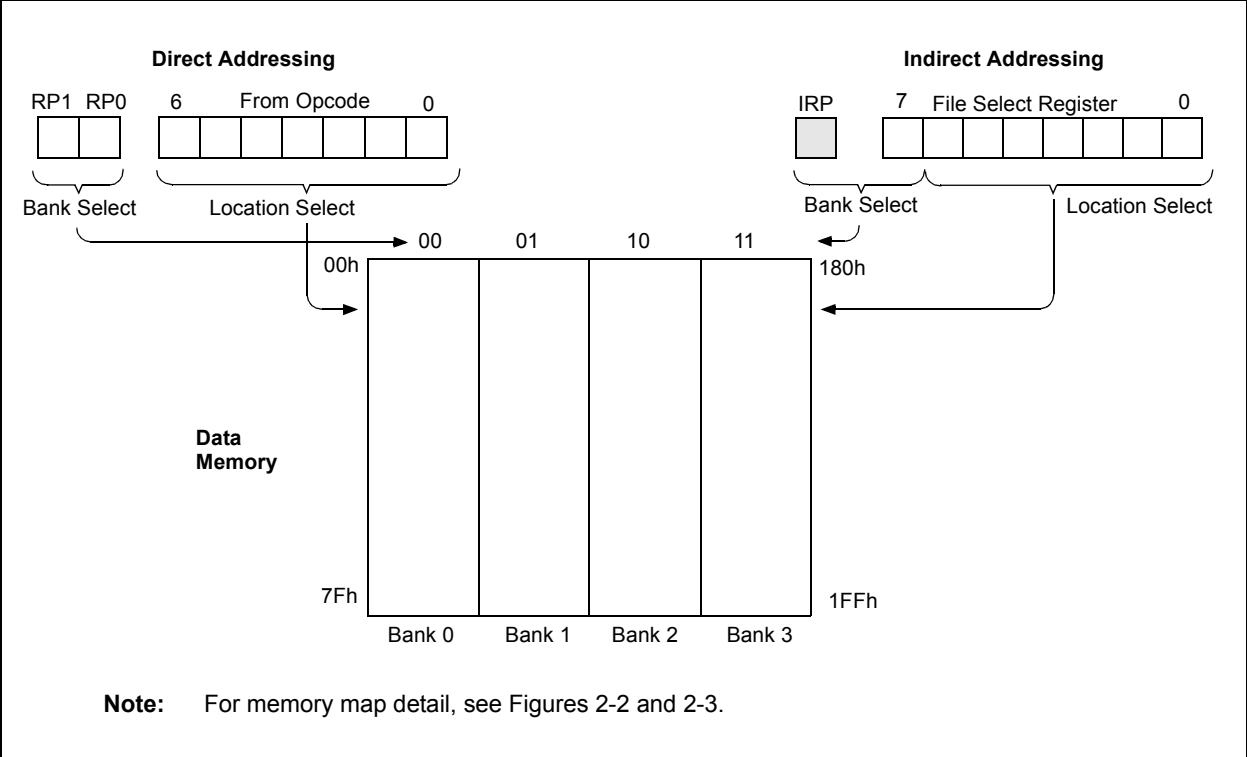 Direct Addressing
Indirect Addressing
RP1 RP0 6 From Opcode 0
IRP 7 File Select Register 0
Bank Select Location Select
Bank Select Location Select
00 01 10 11
00h
180h
Data
Memory
7Fh
1FFh
Bank 0 Bank 1 Bank 2 Bank 3
Note: For memory map detail, see Figures 2-2 and 2-3.